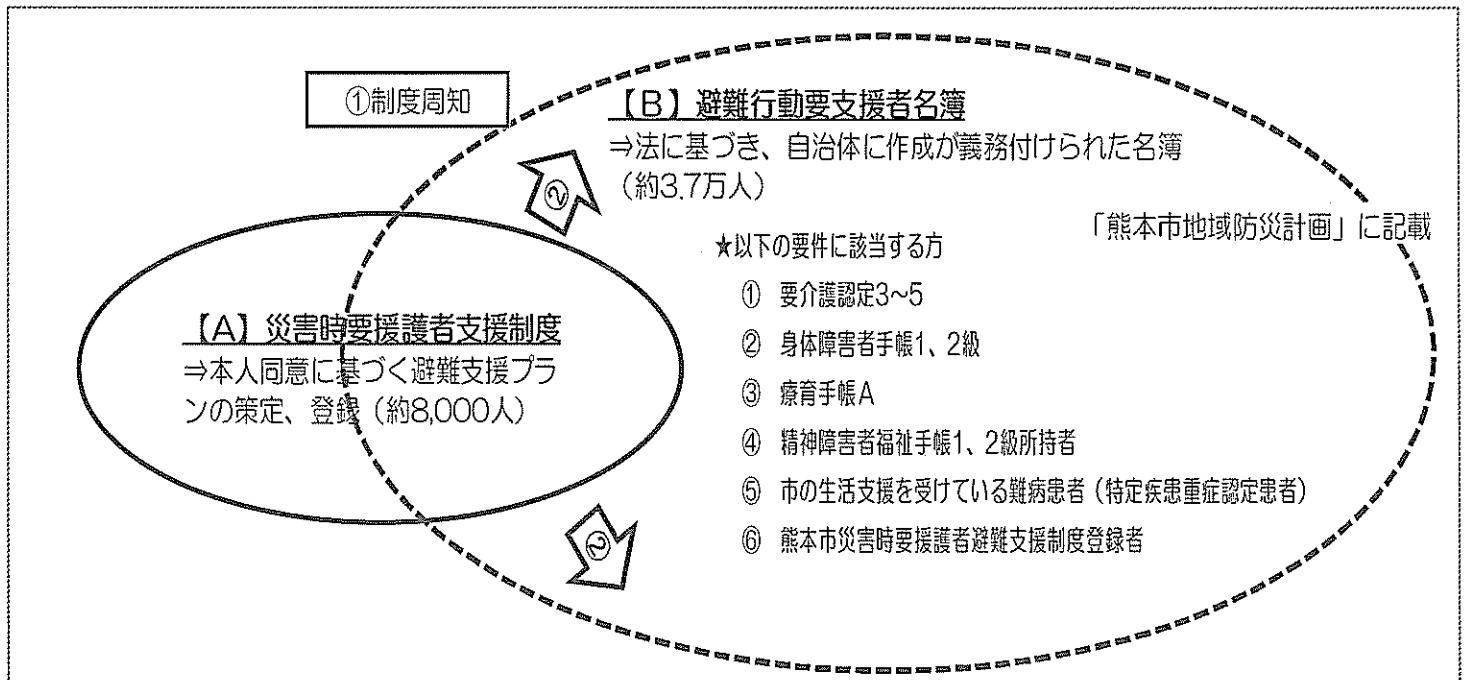 ①制度周知
【B】避難行動要支援者名簿
⇒法に基づき、自治体に作成が義務付けられた名簿
（約3.7万人）
②
「熊本市地域防災計画」に記載
★以下の要件に該当する方
① 要介護認定3～5
② 身体障害者手帳1、2級
③ 療育手帳A
④ 精神障害者福祉手帳1、2級所持者
⑤ 市の生活支援を受けている難病患者（特定疾患重症認定患者）
⑥ 熊本市災害時要援護者避難支援制度登録者
【A】災害時要援護者支援制度
⇒本人同意に基づく避難支援プラ
ンの策定、登録（約8,000人）
②